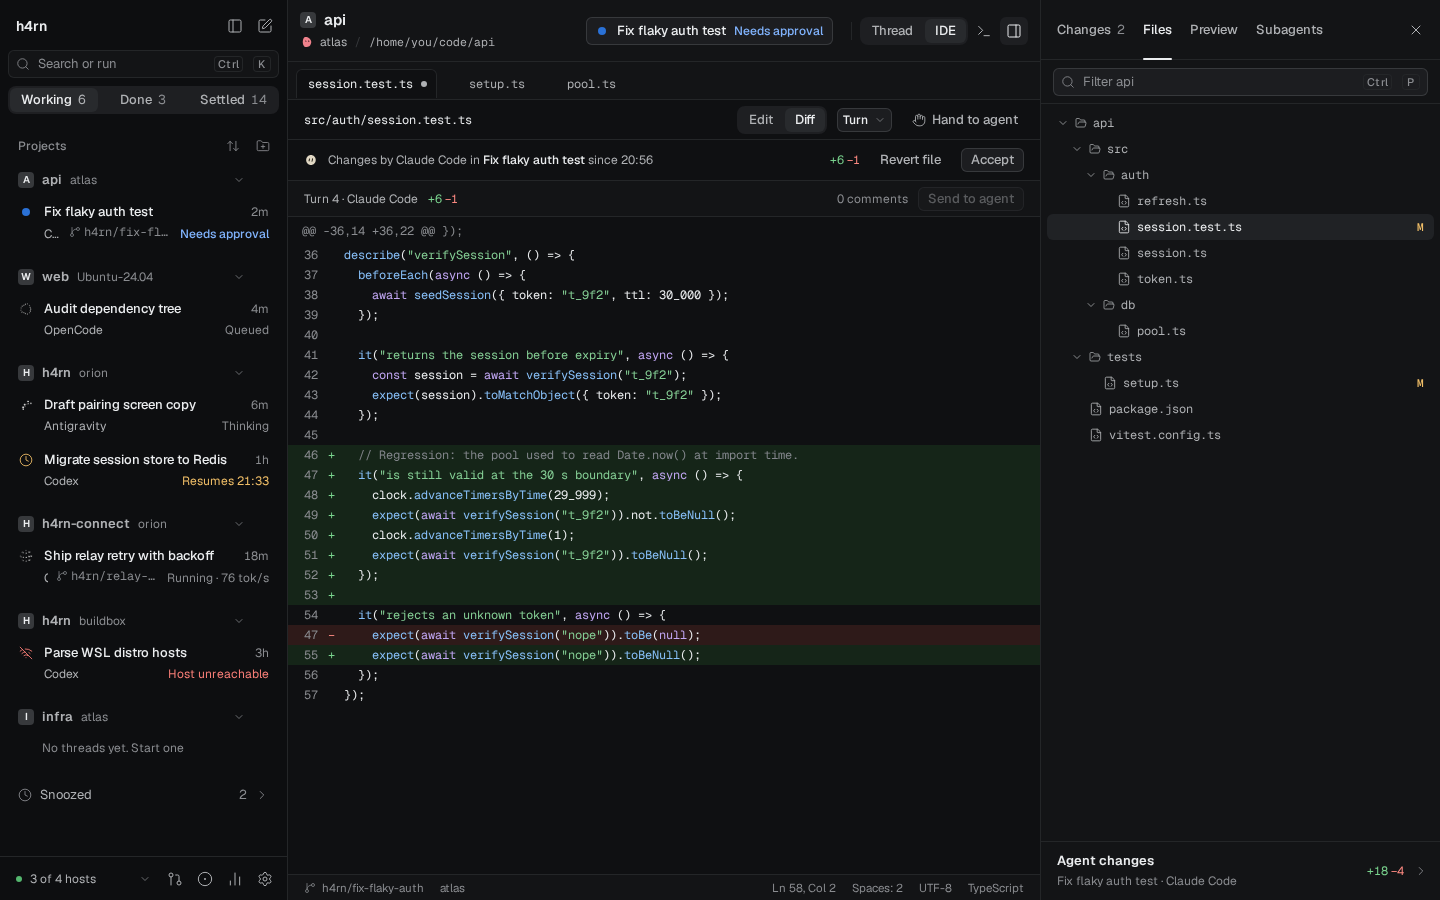 h4rn
Search or run Ctrl K
Working 6 Done 3 Settled 14
Projects
A api atlas
Fix flaky auth test 2m
C… h4rn/fix-fl… Needs approval
W web Ubuntu-24.04
Audit dependency tree 4m
OpenCode Queued
H h4rn orion
Draft pairing screen copy 6m
Antigravity Thinking
Migrate session store to Redis 1h
Codex Resumes 21:33
H h4rn-connect orion
Ship relay retry with backoff 18m
h4rn/relay-… Running · 76 tok/s
H h4rn buildbox
Parse WSL distro hosts 3h
Codex Host unreachable
I infra atlas
No threads yet. Start one
Snoozed 2
3 of 4 hosts
A api
atlas / /home/you/code/api
Fix flaky auth test Needs approval
Thread IDE
session.test.ts setup.ts pool.ts
src/auth/session.test.ts
Edit Diff Turn Hand to agent
Changes by Claude Code in Fix flaky auth test since 20:56 +6 −1 Revert file Accept
Turn 4 · Claude Code +6 −1 0 comments Send to agent
@@ -36,14 +36,22 @@ });
36 describe("verifySession", () => {
37 beforeEach(async () => {
38 await seedSession({ token: "t_9f2", ttl: 30_000 });
39 });
40
41 it("returns the session before expiry", async () => {
42 const session = await verifySession("t_9f2");
43 expect(session).toMatchObject({ token: "t_9f2" });
44 });
45
46 + // Regression: the pool used to read Date.now() at import time.
47 + it("is still valid at the 30 s boundary", async () => {
48 + clock.advanceTimersByTime(29_999);
49 + expect(await verifySession("t_9f2")).not.toBeNull();
50 + clock.advanceTimersByTime(1);
51 + expect(await verifySession("t_9f2")).toBeNull();
52 + });
53 +
54 it("rejects an unknown token", async () => {
47 − expect(await verifySession("nope")).toBe(null);
55 + expect(await verifySession("nope")).toBeNull();
56 });
57 });
h4rn/fix-flaky-auth atlas Ln 58, Col 2 Spaces: 2 UTF-8 TypeScript
Changes 2 Files Preview Subagents
Filter api Ctrl P
api
src
auth
refresh.ts
session.test.ts M
session.ts
token.ts
db
pool.ts
tests
setup.ts M
package.json
vitest.config.ts
Agent changes
Fix flaky auth test · Claude Code +18 −4